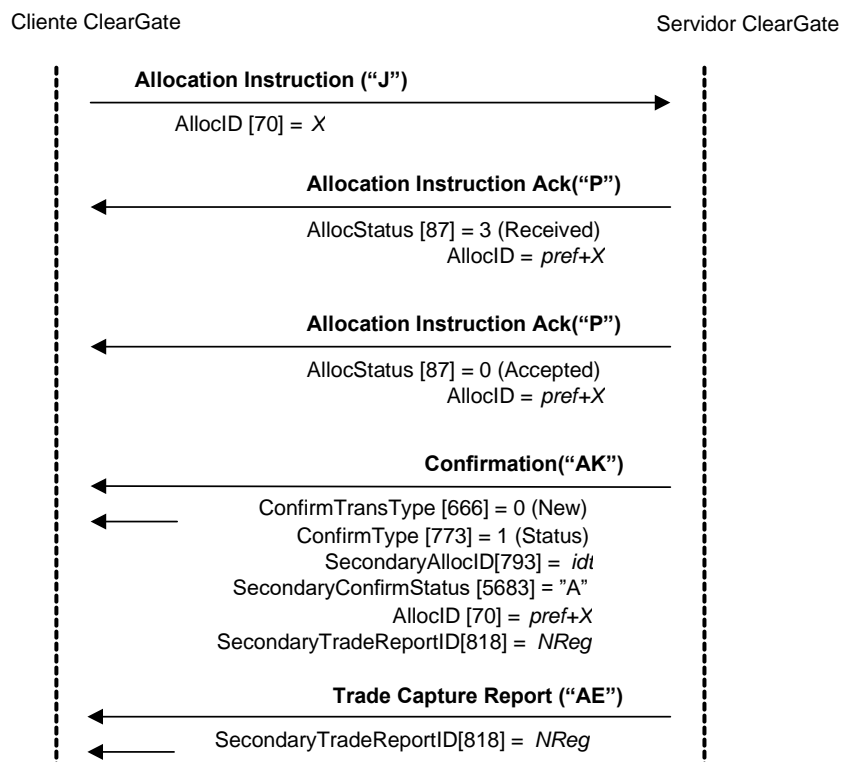 Cliente ClearGate
Servidor ClearGate
Allocation Instruction (“J”)
AllocID [70] = X
Allocation Instruction Ack(“P”)
AllocStatus [87] = 3 (Received)
AllocID = pref+X
Allocation Instruction Ack(“P”)
AllocStatus [87] = 0 (Accepted)
AllocID = pref+X
Confirmation(“AK”)
ConfirmTransType [666] = 0 (New)
ConfirmType [773] = 1 (Status)
SecondaryAllocID[793] = idt
SecondaryConfirmStatus [5683] = ”A”
AllocID [70] = pref+X
SecondaryTradeReportID[818] = NReg
Trade Capture Report (“AE”)
SecondaryTradeReportID[818] = NReg